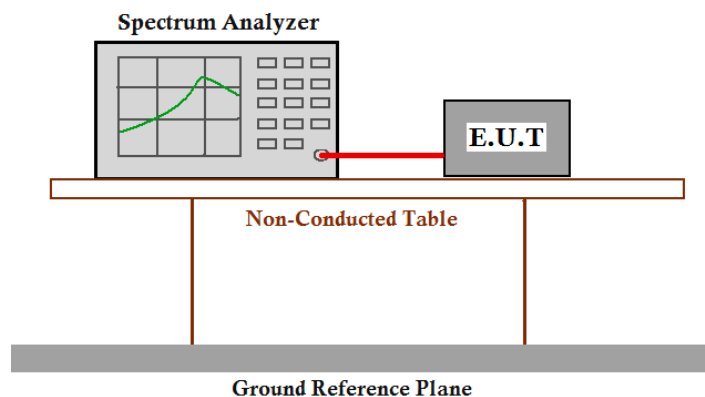 Spectrum Analyzer
E.U.T
Non-Conducted Table
Ground Reference Plane